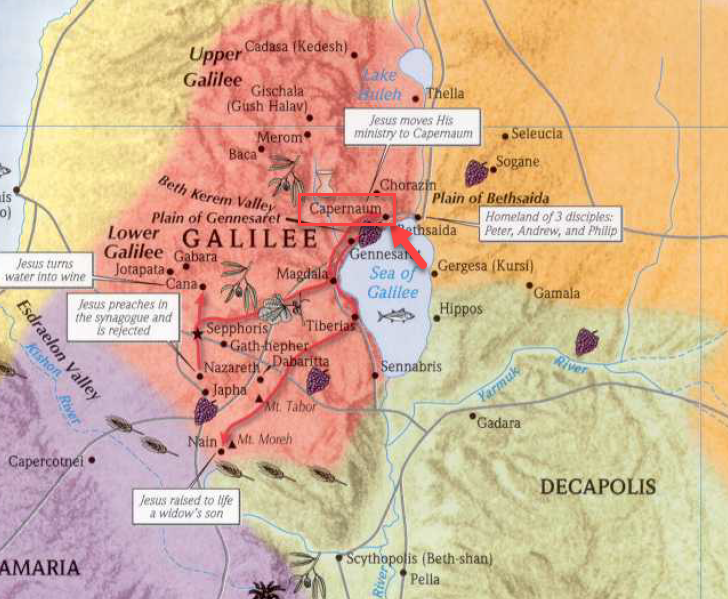 Upper
Galilee
Cadasa (Kedesh)
Lake
Huleh
Thella
Gischala
(Gush Halav)
Jesus moves His
ministry to Capernaum
Merom
Baca
Seleucia
Sogane
Chorazin
Beth Kerem Valley
Plain of Bethsaida
Capernaum
Plain of Gennesaret
Bethsaida
Homeland of 3 disciples:
Peter, Andrew, and Philip
Lower
Galilee
GALILEE
Gennesaret
Jesus turns
water into wine
Gabara
Jotapata
Cana
Magdala
Sea of
Galilee
Gergesa (Kursi)
Gamala
Jesus preaches in
the synagogue and
is rejected
Hippos
Sepphoris
Tiberias
Esdraelon Valley
Gath-hepher
Kishon River
Nazareth
Dabaritta
Sennabris
Yarmuk River
Japha
Mt. Tabor
Gadara
Nain
Mt. Moreh
Capercotnei
DECAPOLIS
Jesus raised to life
a widow's son
AMARIA
Scythopolis (Beth-shan)
Pella
River